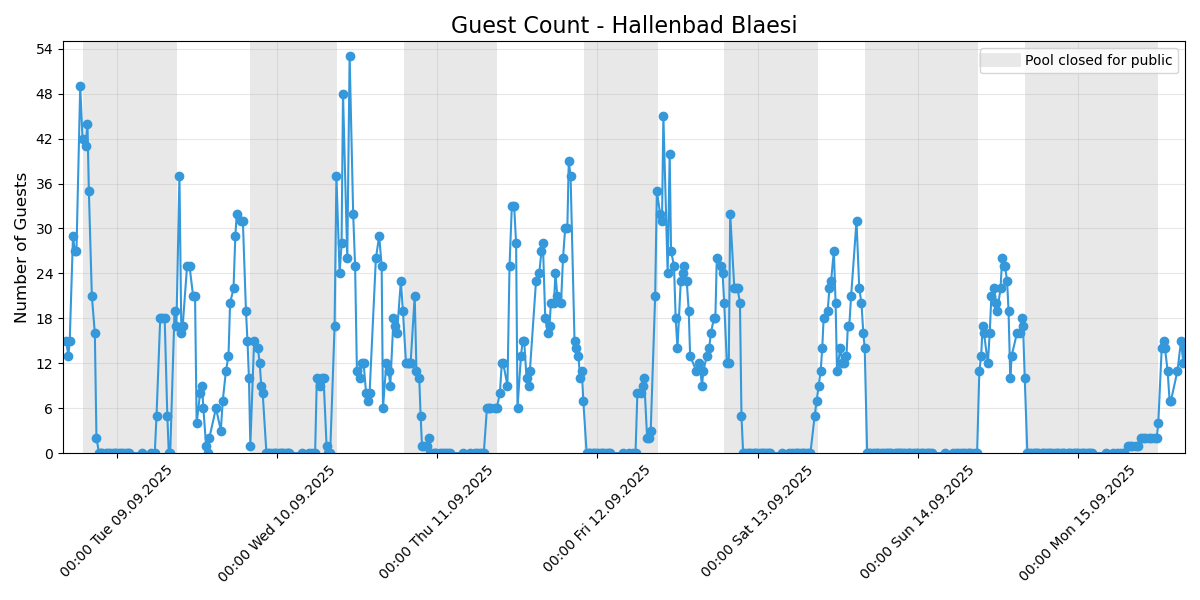 Guest Count - Hallenbad Blaesi
Pool closed for public
Number of Guests
54
48
42
36
30
24
18
12
6
0
00:00 Tue 09.09.2025
00:00 Wed 10.09.2025
00:00 Thu 11.09.2025
00:00 Fri 12.09.2025
00:00 Sat 13.09.2025
00:00 Sun 14.09.2025
00:00 Mon 15.09.2025